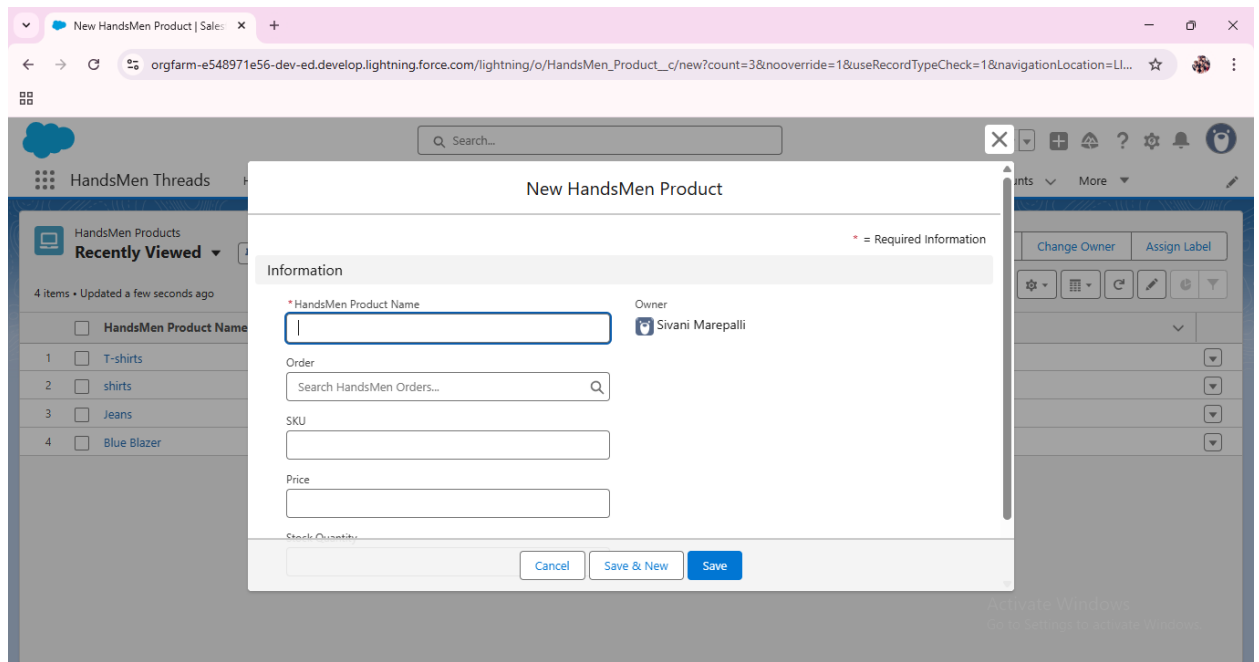 New HandsMen Product | Sales
orgfarm-e548971e56-dev-ed.develop.lightning.force.com/lightning/o/HandsMen_Product__c/new?count=3&nooverride=1&useRecordTypeCheck=1&navigationLocation=LI...
Search...
HandsMen Threads
More
New HandsMen Product
HandsMen Products
Recently Viewed
* = Required Information
Change Owner
Assign Label
Information
4 items • Updated a few seconds ago
* HandsMen Product Name
Owner
Sivani Marepalli
HandsMen Product Name
1 T-shirts
2 shirts
3 Jeans
4 Blue Blazer
Order
Search HandsMen Orders...
SKU
Price
Stock Quantity
Cancel
Save & New
Save
Activate Windows
Go to Settings to activate Windows.